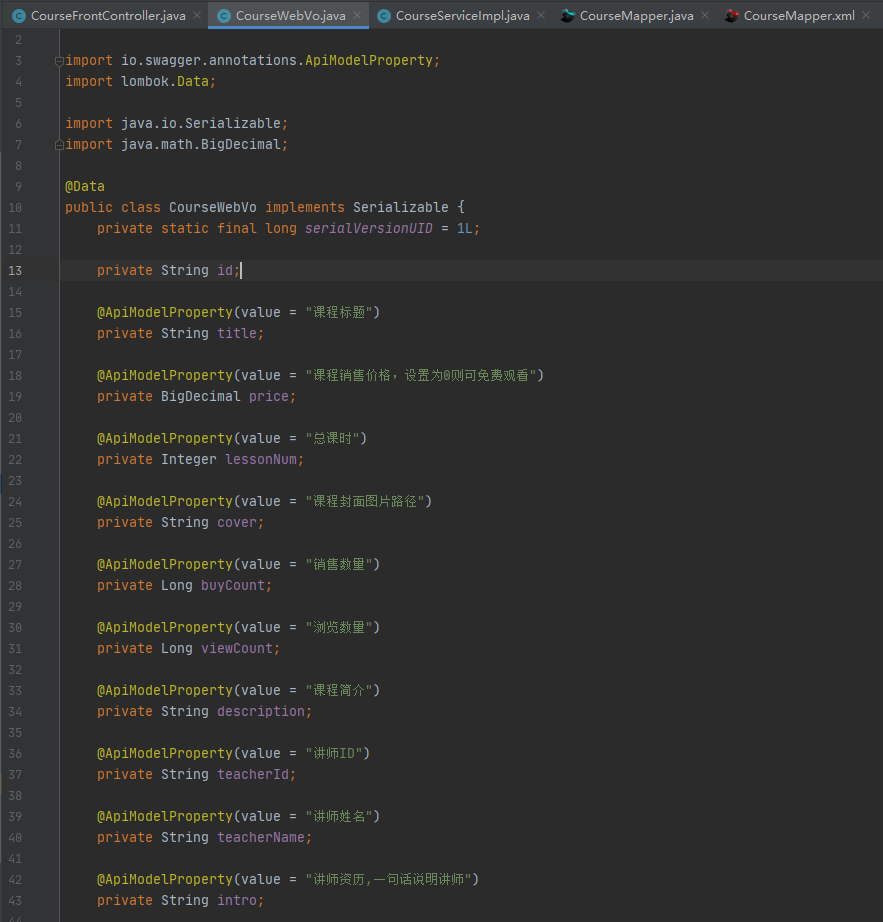 CourseFrontController.java CourseWebVo.java CourseServiceImpl.java CourseMapper.java CourseMapper.xml
2
3 import io.swagger.annotations.ApiModelProperty;
4 import lombok.Data;
5
6 import java.io.Serializable;
7 import java.math.BigDecimal;
8
9 @Data
10 public class CourseWebVo implements Serializable {
11 private static final long serialVersionUID = 1L;
12
13 private String id;
14
15 @ApiModelProperty(value = "课程标题")
16 private String title;
17
18 @ApiModelProperty(value = "课程销售价格，设置为0则可免费观看")
19 private BigDecimal price;
20
21 @ApiModelProperty(value = "总课时")
22 private Integer lessonNum;
23
24 @ApiModelProperty(value = "课程封面图片路径")
25 private String cover;
26
27 @ApiModelProperty(value = "销售数量")
28 private Long buyCount;
29
30 @ApiModelProperty(value = "浏览数量")
31 private Long viewCount;
32
33 @ApiModelProperty(value = "课程简介")
34 private String description;
35
36 @ApiModelProperty(value = "讲师ID")
37 private String teacherId;
38
39 @ApiModelProperty(value = "讲师姓名")
40 private String teacherName;
41
42 @ApiModelProperty(value = "讲师资历,一句话说明讲师")
43 private String intro;